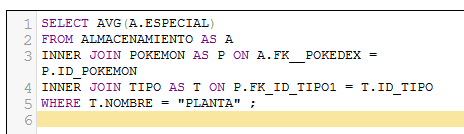 1 SELECT AVG(A.ESPECIAL)
2 FROM ALMACENAMIENTO AS A
3 INNER JOIN POKEMON AS P ON A.FK__POKEDEX =
P.ID_POKEMON
4 INNER JOIN TIPO AS T ON P.FK_ID_TIPO1 = T.ID_TIPO
5 WHERE T.NOMBRE = "PLANTA" ;
6